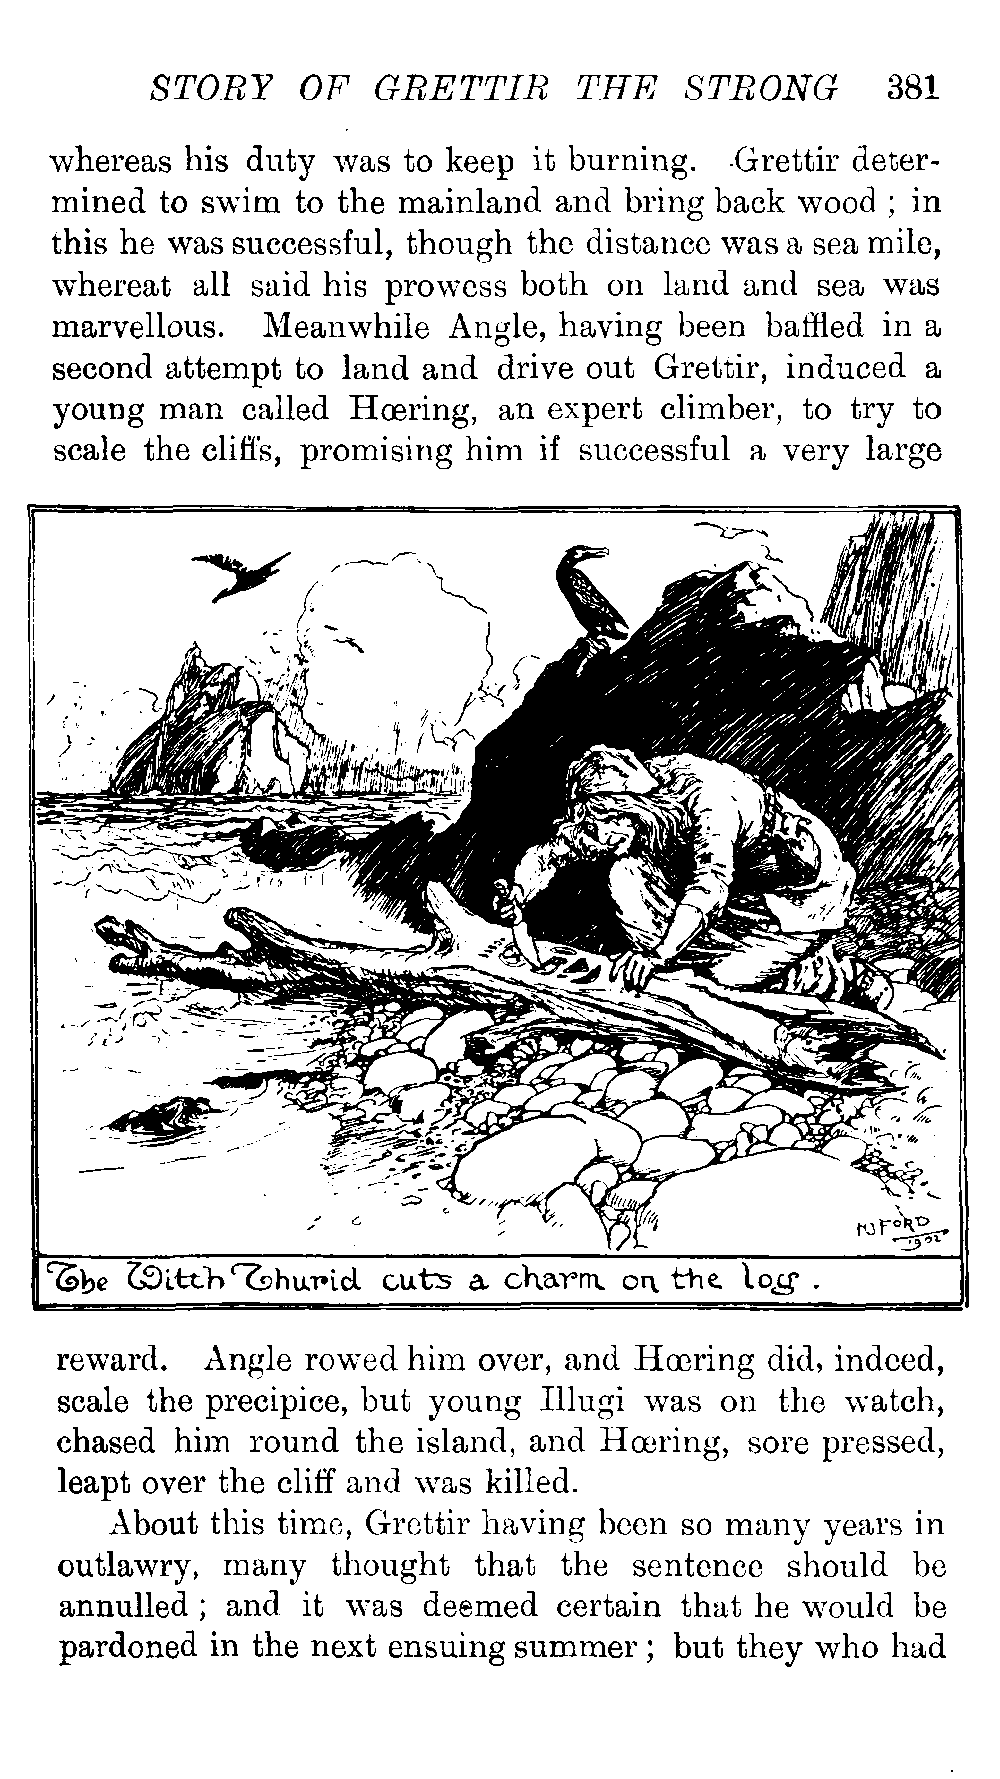 STORY OF GRETTIR THE STRONG 381
whereas his duty was to keep it burning. Grettir deter-
mined to swim to the mainland and bring back wood ; in
this he was successful, though the distance was a sea mile,
whereat all said his prowess both on land and sea was
marvellous. Meanwhile Angle, having been baffled in a
second attempt to land and drive out Grettir, induced a
young man called Hœring, an expert climber, to try to
scale the cliffs, promising him if successful a very large
HJFORD
1902
The Witch Thurid cuts a charm on the log .
reward. Angle rowed him over, and Hœring did, indeed,
scale the precipice, but young Illugi was on the watch,
chased him round the island, and Hœring, sore pressed,
leapt over the cliff and was killed.
About this time, Grettir having been so many years in
outlawry, many thought that the sentence should be
annulled ; and it was deemed certain that he would be
pardoned in the next ensuing summer ; but they who had